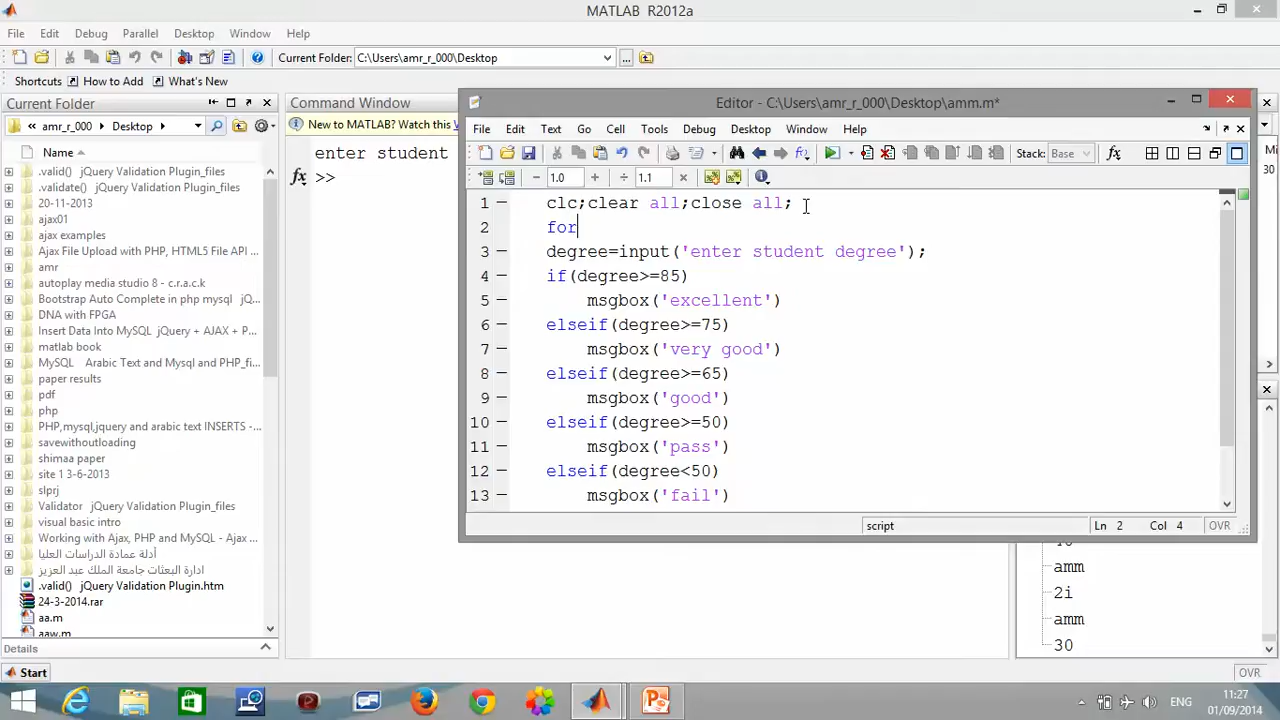 MATLAB R2012a
File Edit Debug Parallel Desktop Window Help
Current Folder: C:\Users\amr_r_000\Desktop
Shortcuts How to Add What's New
Current Folder
« amr_r_000 ▸ Desktop ▸
Name
.valid() jQuery Validation Plugin_files
.validate() jQuery Validation Plugin_files
20-11-2013
ajax01
ajax examples
Ajax File Upload with PHP, HTML5 File API...
amr
autoplay media studio 8 - c.r.a.c.k
Bootstrap Auto Complete in php mysql jQ...
DNA with FPGA
Insert Data Into MySQL jQuery + AJAX + P...
matlab book
MySQL Arabic Text and Mysql and PHP_fi...
paper results
pdf
php
PHP,mysql,jquery and arabic text INSERTS -...
savewithoutloading
shimaa paper
site 1 3-6-2013
slprj
Validator jQuery Validation Plugin_files
visual basic intro
Working with Ajax, PHP and MySQL - Ajax ...
أدلة عمادة الدراسات العليا
ادارة البعثات جامعة الملك عبد العزيز
.valid() jQuery Validation Plugin.htm
24-3-2014.rar
aa.m
aaw.m
Details
Command Window
New to MATLAB? Watch this
enter student
fx >>
Editor - C:\Users\amr_r_000\Desktop\amm.m*
File Edit Text Go Cell Tools Debug Desktop Window Help
Stack: Base fx
− 1.0 + ÷ 1.1 ×
1 clc;clear all;close all;
2 for
3 degree=input('enter student degree');
4 if(degree>=85)
5 msgbox('excellent')
6 elseif(degree>=75)
7 msgbox('very good')
8 elseif(degree>=65)
9 msgbox('good')
10 elseif(degree>=50)
11 msgbox('pass')
12 elseif(degree<50)
13 msgbox('fail')
script Ln 2 Col 4 OVR
Mi
30
amm
2i
amm
30
Start
OVR
ENG
11:27
01/09/2014